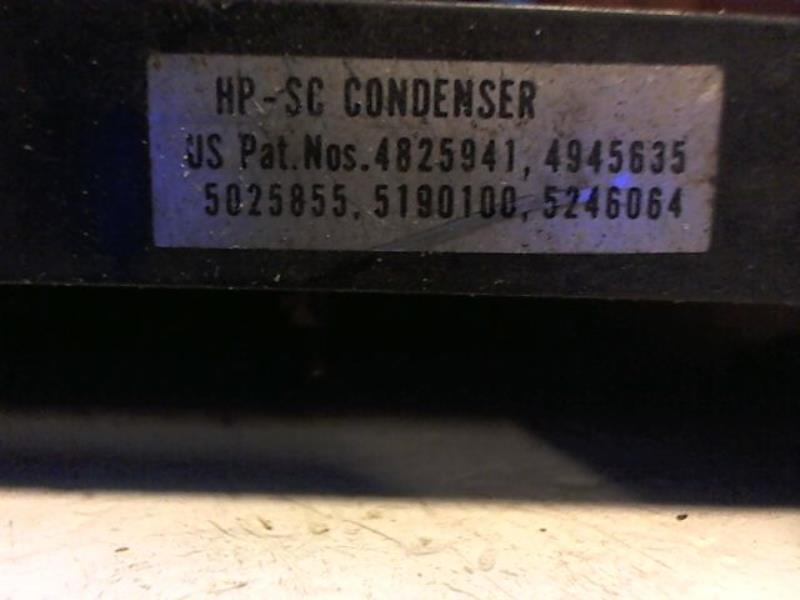 HP-SC CONDENSER
US Pat.Nos.4825941, 4945635
5025855, 5190100, 5246064